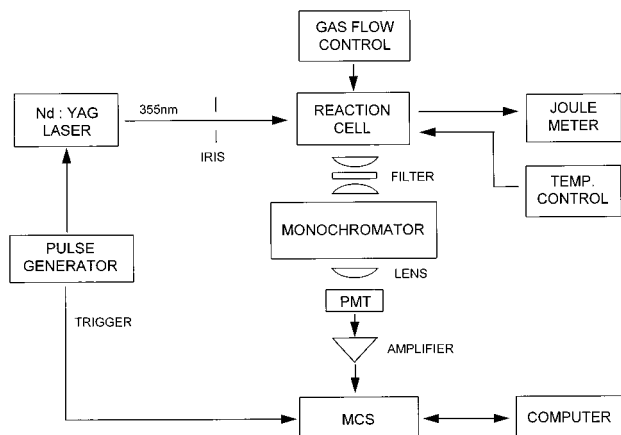 GAS FLOW
CONTROL
Nd : YAG
LASER
355nm
IRIS
REACTION
CELL
JOULE
METER
FILTER
TEMP.
CONTROL
MONOCHROMATOR
PULSE
GENERATOR
LENS
PMT
TRIGGER
AMPLIFIER
MCS
COMPUTER